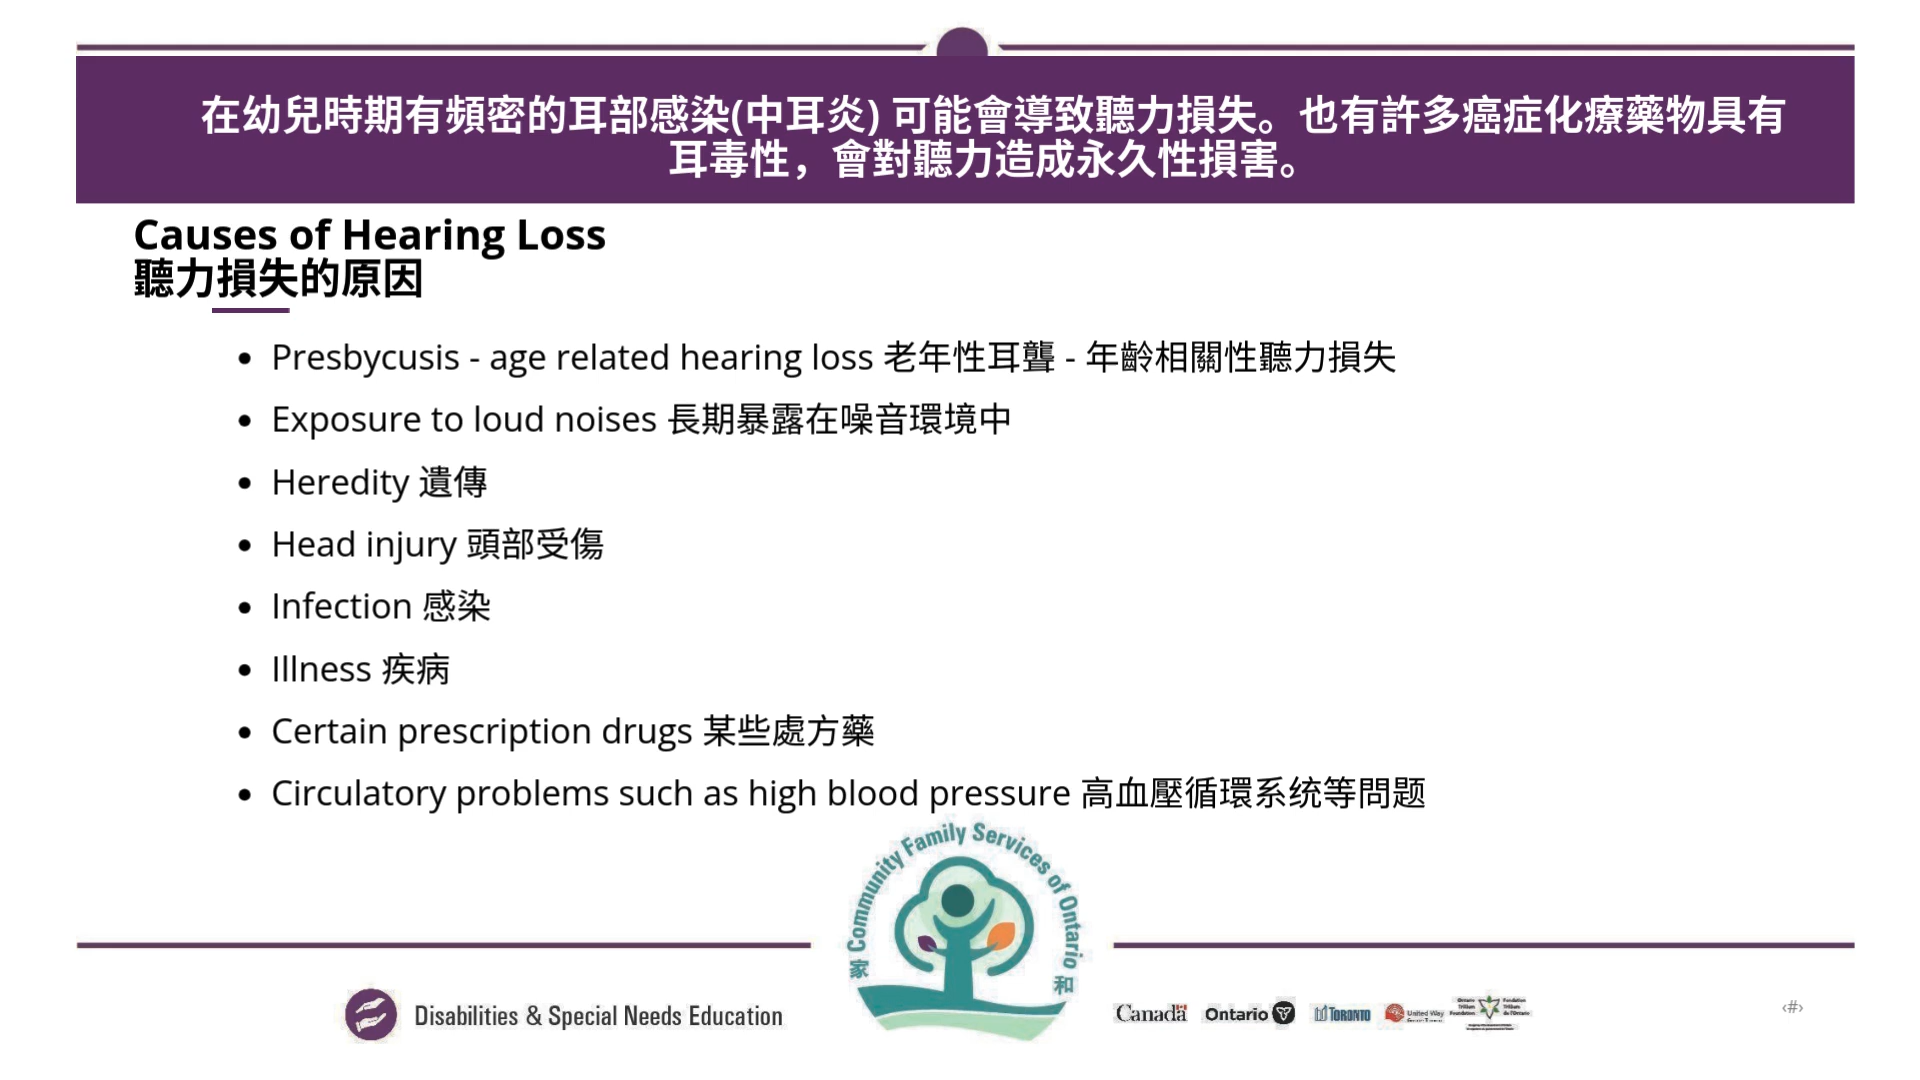 在幼兒時期有頻密的耳部感染(中耳炎) 可能會導致聽力損失。也有許多癌症化療藥物具有
耳毒性，會對聽力造成永久性損害。
Causes of Hearing Loss
聽力損失的原因
• Presbycusis - age related hearing loss 老年性耳聾 - 年齡相關性聽力損失
• Exposure to loud noises 長期暴露在噪音環境中
• Heredity 遺傳
• Head injury 頭部受傷
• Infection 感染
• Illness 疾病
• Certain prescription drugs 某些處方藥
• Circulatory problems such as high blood pressure 高血壓循環系统等問题
家 Community Family Services of Ontario 和
Disabilities & Special Needs Education
Canada
Ontario
TORONTO
United Way
‹#›